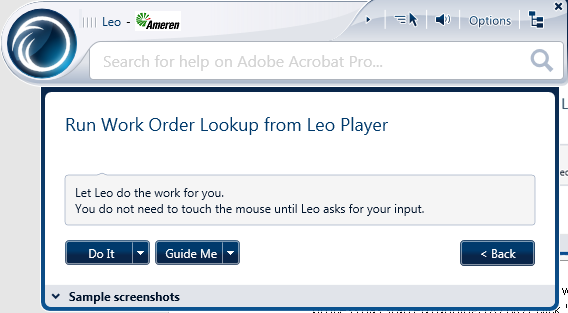 Leo - Ameren
Options
Search for help on Adobe Acrobat Pro...
Run Work Order Lookup from Leo Player
Let Leo do the work for you.
You do not need to touch the mouse until Leo asks for your input.
Do It
Guide Me
< Back
Sample screenshots